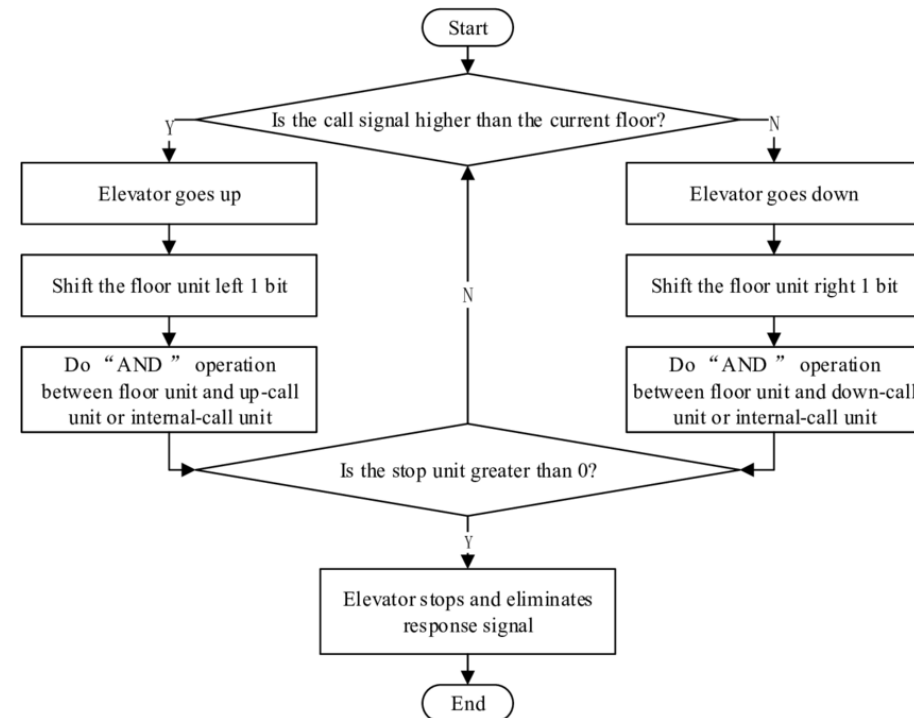 Start
Is the call signal higher than the current floor?
Y
N
Elevator goes up
Elevator goes down
Shift the floor unit left 1 bit
Shift the floor unit right 1 bit
N
Do “AND” operation
between floor unit and up-call
unit or internal-call unit
Do “AND” operation
between floor unit and down-call
unit or internal-call unit
Is the stop unit greater than 0?
Y
Elevator stops and eliminates
response signal
End